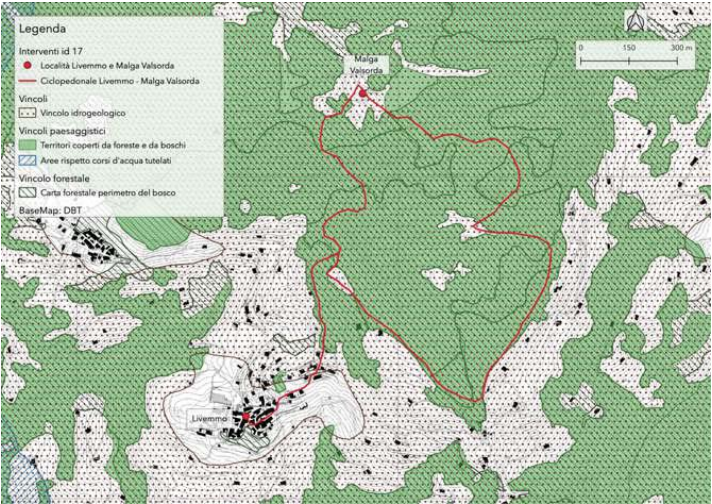 Legenda
Interventi id 17
Località Livemmo e Malga Valsorda
Ciclopedonale Livemmo - Malga Valsorda
Vincoli
Vincolo idrogeologico
Vincoli paesaggistici
Territori coperti da foreste e da boschi
Aree rispetto corsi d'acqua tutelati
Vincolo forestale
Carta forestale perimetro del bosco
BaseMap: DBT
Malga
Valsorda
0 150 300 m
Livemmo